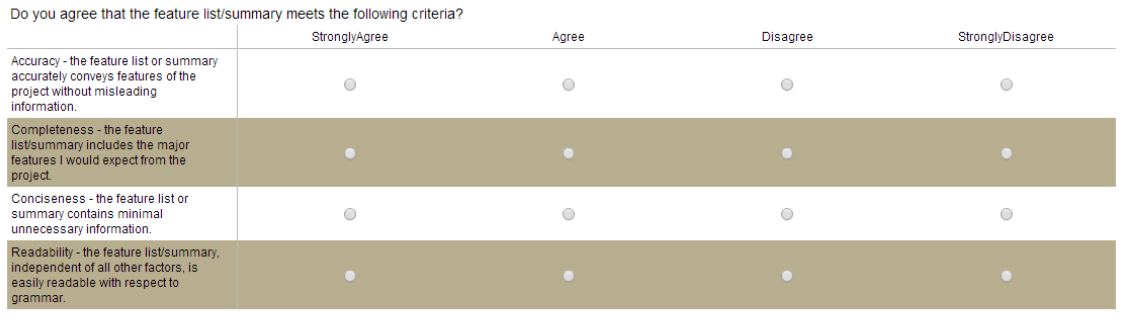 Do you agree that the feature list/summary meets the following criteria?
StronglyAgree Agree Disagree StronglyDisagree
Accuracy - the feature list or summary
accurately conveys features of the
project without misleading
information.
Completeness - the feature
list/summary includes the major
features I would expect from the
project.
Conciseness - the feature list or
summary contains minimal
unnecessary information.
Readability - the feature list/summary,
independent of all other factors, is
easily readable with respect to
grammar.